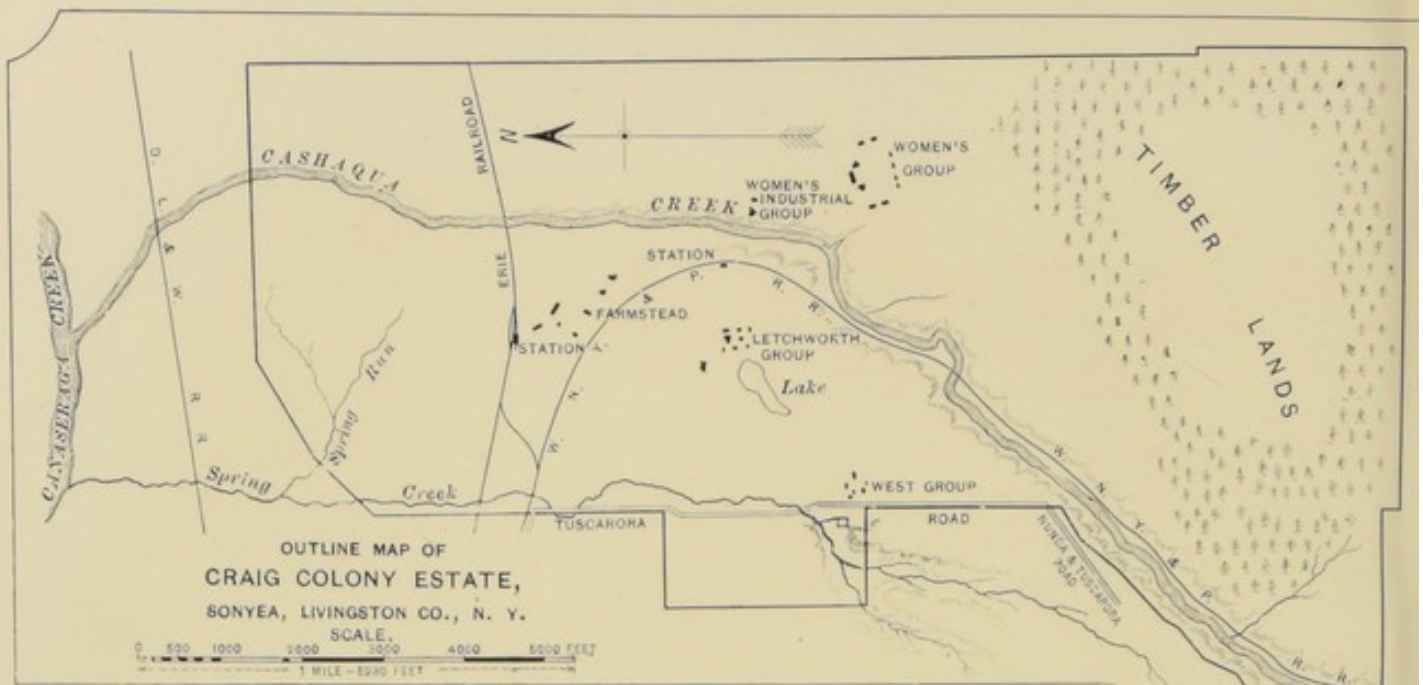 D. L. & W. R R
CASHAQUA
CREEK
CANASERAGA CREEK
ERIE
RAILROAD
N
WOMEN'S
GROUP
WOMEN'S
INDUSTRIAL
GROUP
STATION
FARMSTEAD
STATION
LETCHWORTH
GROUP
Lake
W. N. Y. & P. R. R.
TIMBER
LANDS
Spring Run
Spring Creek
WEST GROUP
TUSCARORA
ROAD
NUNDA & TUSCARORA
ROAD
W. N. Y. & P. R. R.
OUTLINE MAP OF
CRAIG COLONY ESTATE,
SONYEA, LIVINGSTON CO., N. Y.
SCALE.
0 500 1000 2000 3000 4000 5000 FEET
1 MILE - 5280 FEET